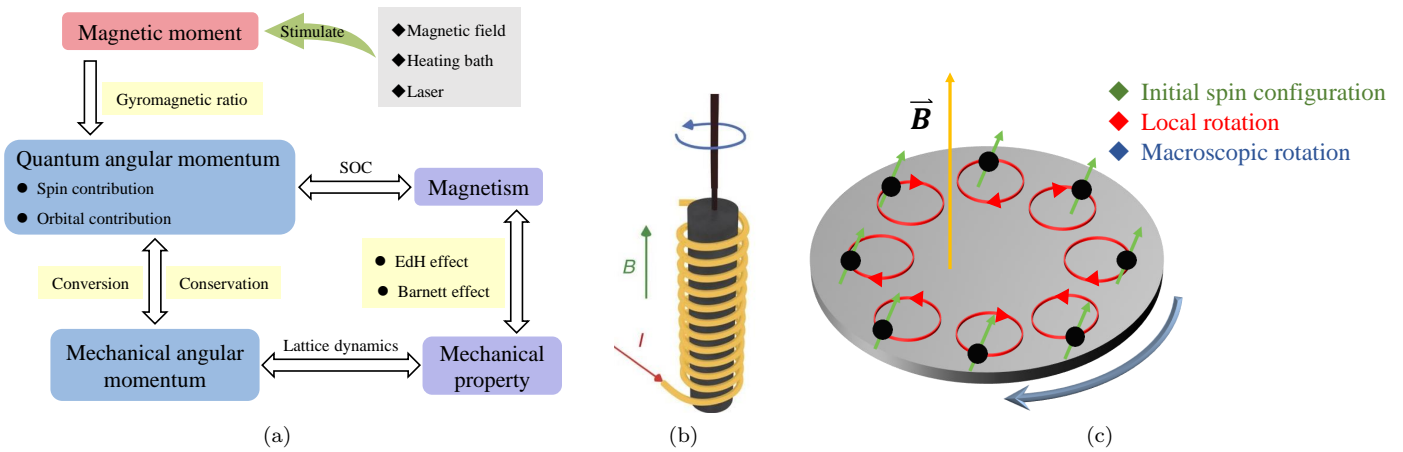 Magnetic moment
Stimulate
◆Magnetic field
◆Heating bath
◆Laser
Gyromagnetic ratio
Quantum angular momentum
● Spin contribution
● Orbital contribution
SOC
Magnetism
Conversion
Conservation
● EdH effect
● Barnett effect
Mechanical angular
momentum
Lattice dynamics
Mechanical
property
(a)
B
I
(b)
B⃗
◆ Initial spin configuration
◆ Local rotation
◆ Macroscopic rotation
(c)